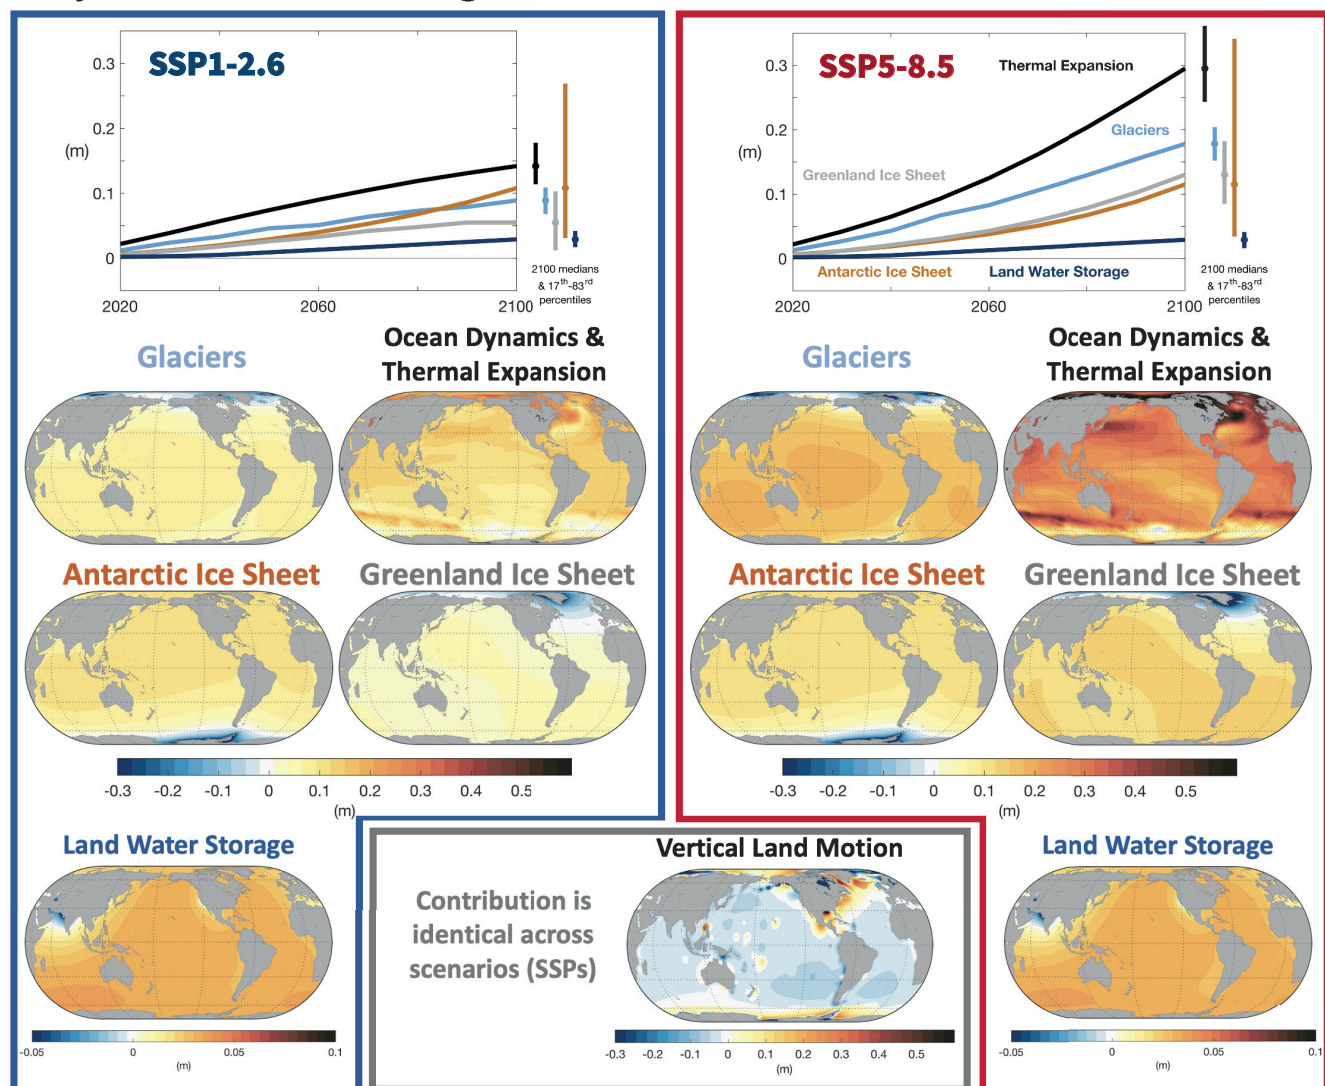 SSP1-2.6
0.3
0.2
(m)
0.1
0
2020
2060
2100
2100 medians
& 17th-83rd
percentiles
SSP5-8.5
Thermal Expansion
Glaciers
Greenland Ice Sheet
Antarctic Ice Sheet
Land Water Storage
0.3
0.2
(m)
0.1
0
2020
2060
2100
2100 medians
& 17th-83rd
percentiles
Glaciers
Ocean Dynamics &
Thermal Expansion
Antarctic Ice Sheet
Greenland Ice Sheet
-0.3 -0.2 -0.1 0 0.1 0.2 0.3 0.4 0.5
(m)
Glaciers
Ocean Dynamics &
Thermal Expansion
Antarctic Ice Sheet
Greenland Ice Sheet
-0.3 -0.2 -0.1 0 0.1 0.2 0.3 0.4 0.5
(m)
Land Water Storage
-0.05 0 0.05 0.1
(m)
Contribution is
identical across
scenarios (SSPs)
Vertical Land Motion
-0.3 -0.2 -0.1 0 0.1 0.2 0.3 0.4 0.5
(m)
Land Water Storage
-0.05 0 0.05 0.1
(m)